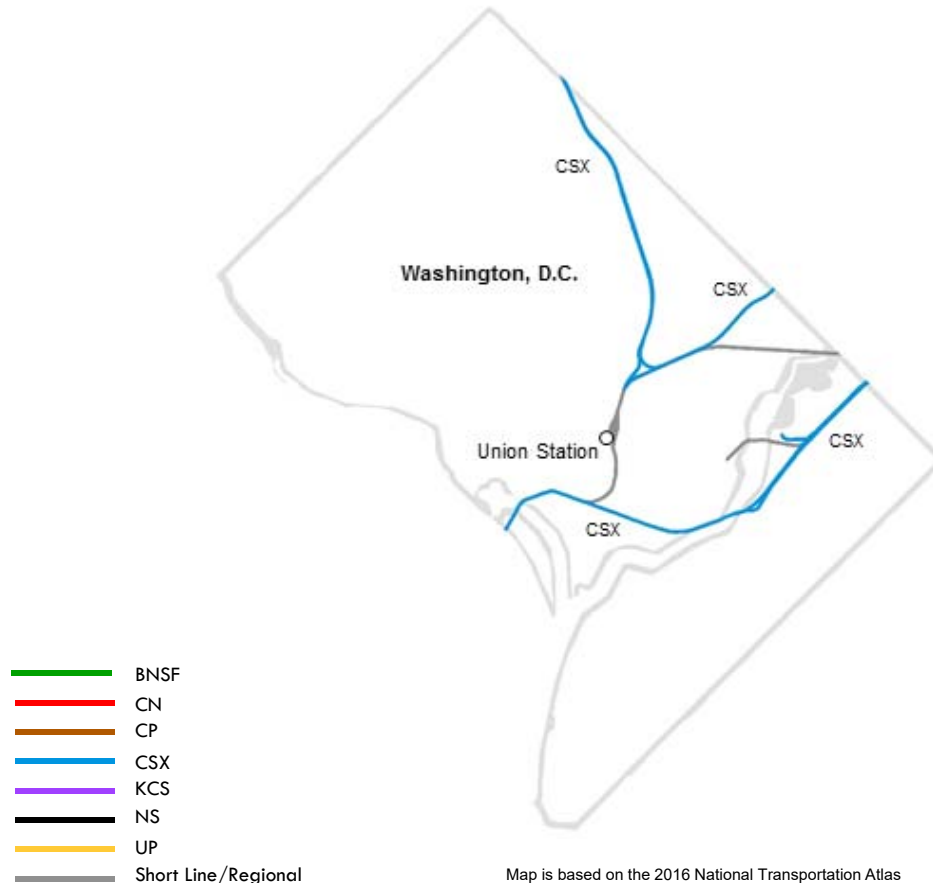 CSX
Washington, D.C.
CSX
CSX
Union Station
CSX
BNSF
CN
CP
CSX
KCS
NS
UP
Short Line/Regional
Map is based on the 2016 National Transportation Atlas